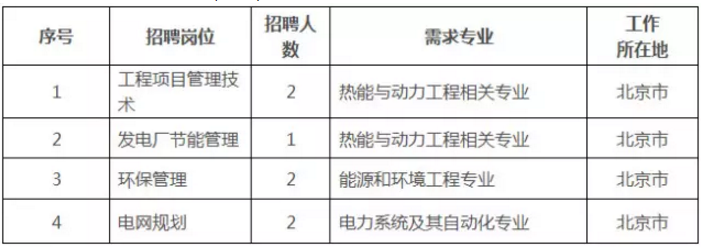 序号 招聘岗位 招聘人数 需求专业 工作所在地
1 工程项目管理技术 2 热能与动力工程相关专业 北京市
2 发电厂节能管理 1 热能与动力工程相关专业 北京市
3 环保管理 2 能源和环境工程专业 北京市
4 电网规划 2 电力系统及其自动化专业 北京市